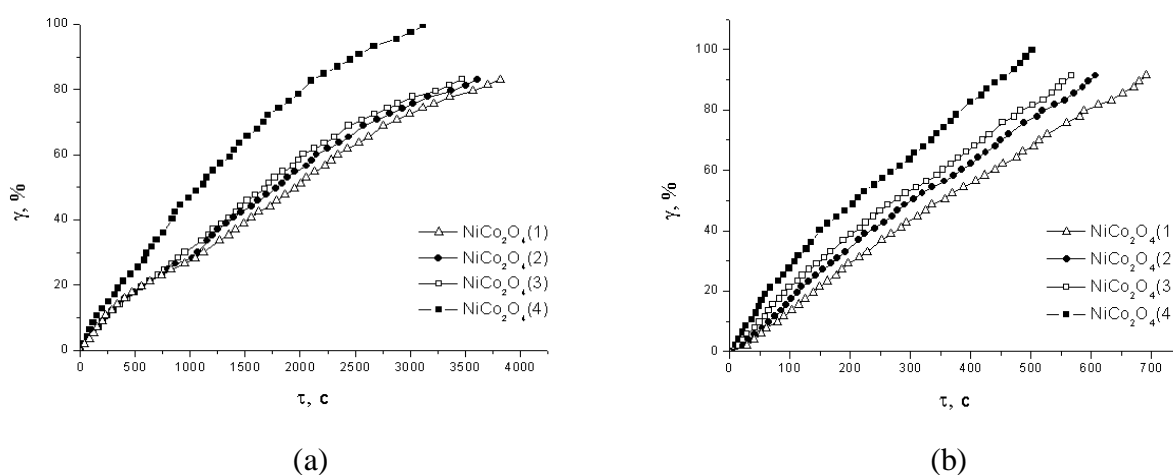 100
80
60
40
20
0
γ, %
NiCo₂O₄(1)
NiCo₂O₄(2)
NiCo₂O₄(3)
NiCo₂O₄(4)
0 500 1000 1500 2000 2500 3000 3500 4000
τ, c
(a)
100
80
60
40
20
0
γ, %
NiCo₂O₄(1
NiCo₂O₄(2
NiCo₂O₄(3
NiCo₂O₄(4
0 100 200 300 400 500 600 700
τ, c
(b)